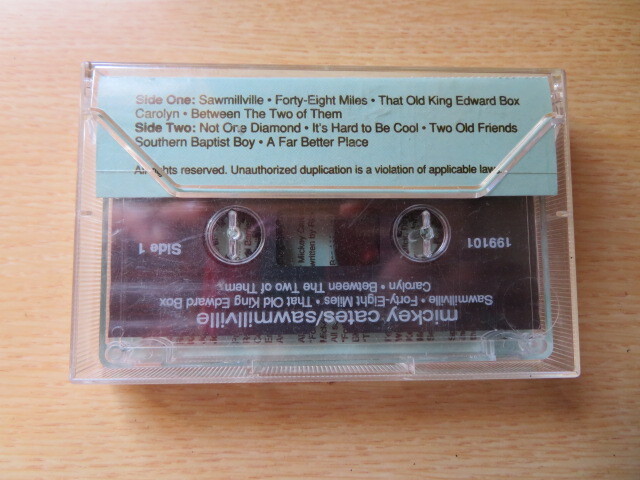 Side One: Sawmillville • Forty-Eight Miles • That Old King Edward Box
Carolyn • Between The Two of Them
Side Two: Not One Diamond • It's Hard to Be Cool • Two Old Friends
Southern Baptist Boy • A Far Better Place
All rights reserved. Unauthorized duplication is a violation of applicable laws.
mickey cates/sawmillville
Sawmillville • Forty-Eight Miles • That Old King Edward Box
Carolyn • Between The Two of Them
199101
Side 1